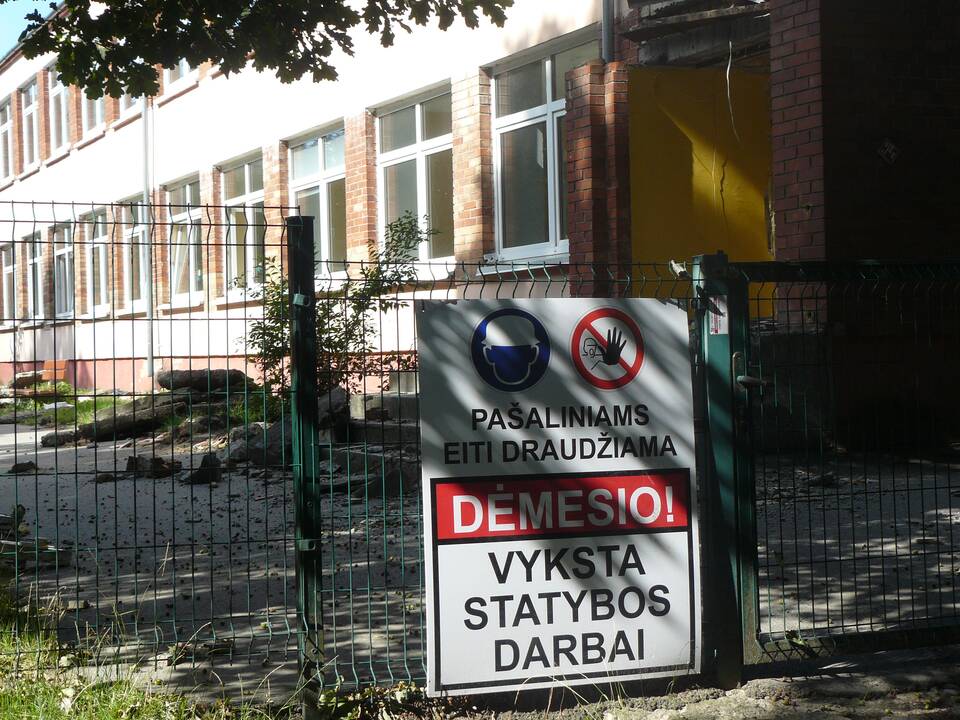 PAŠALINIAMS
EITI DRAUDŽIAMA
DĖMESIO!
VYKSTA
STATYBOS
DARBAI